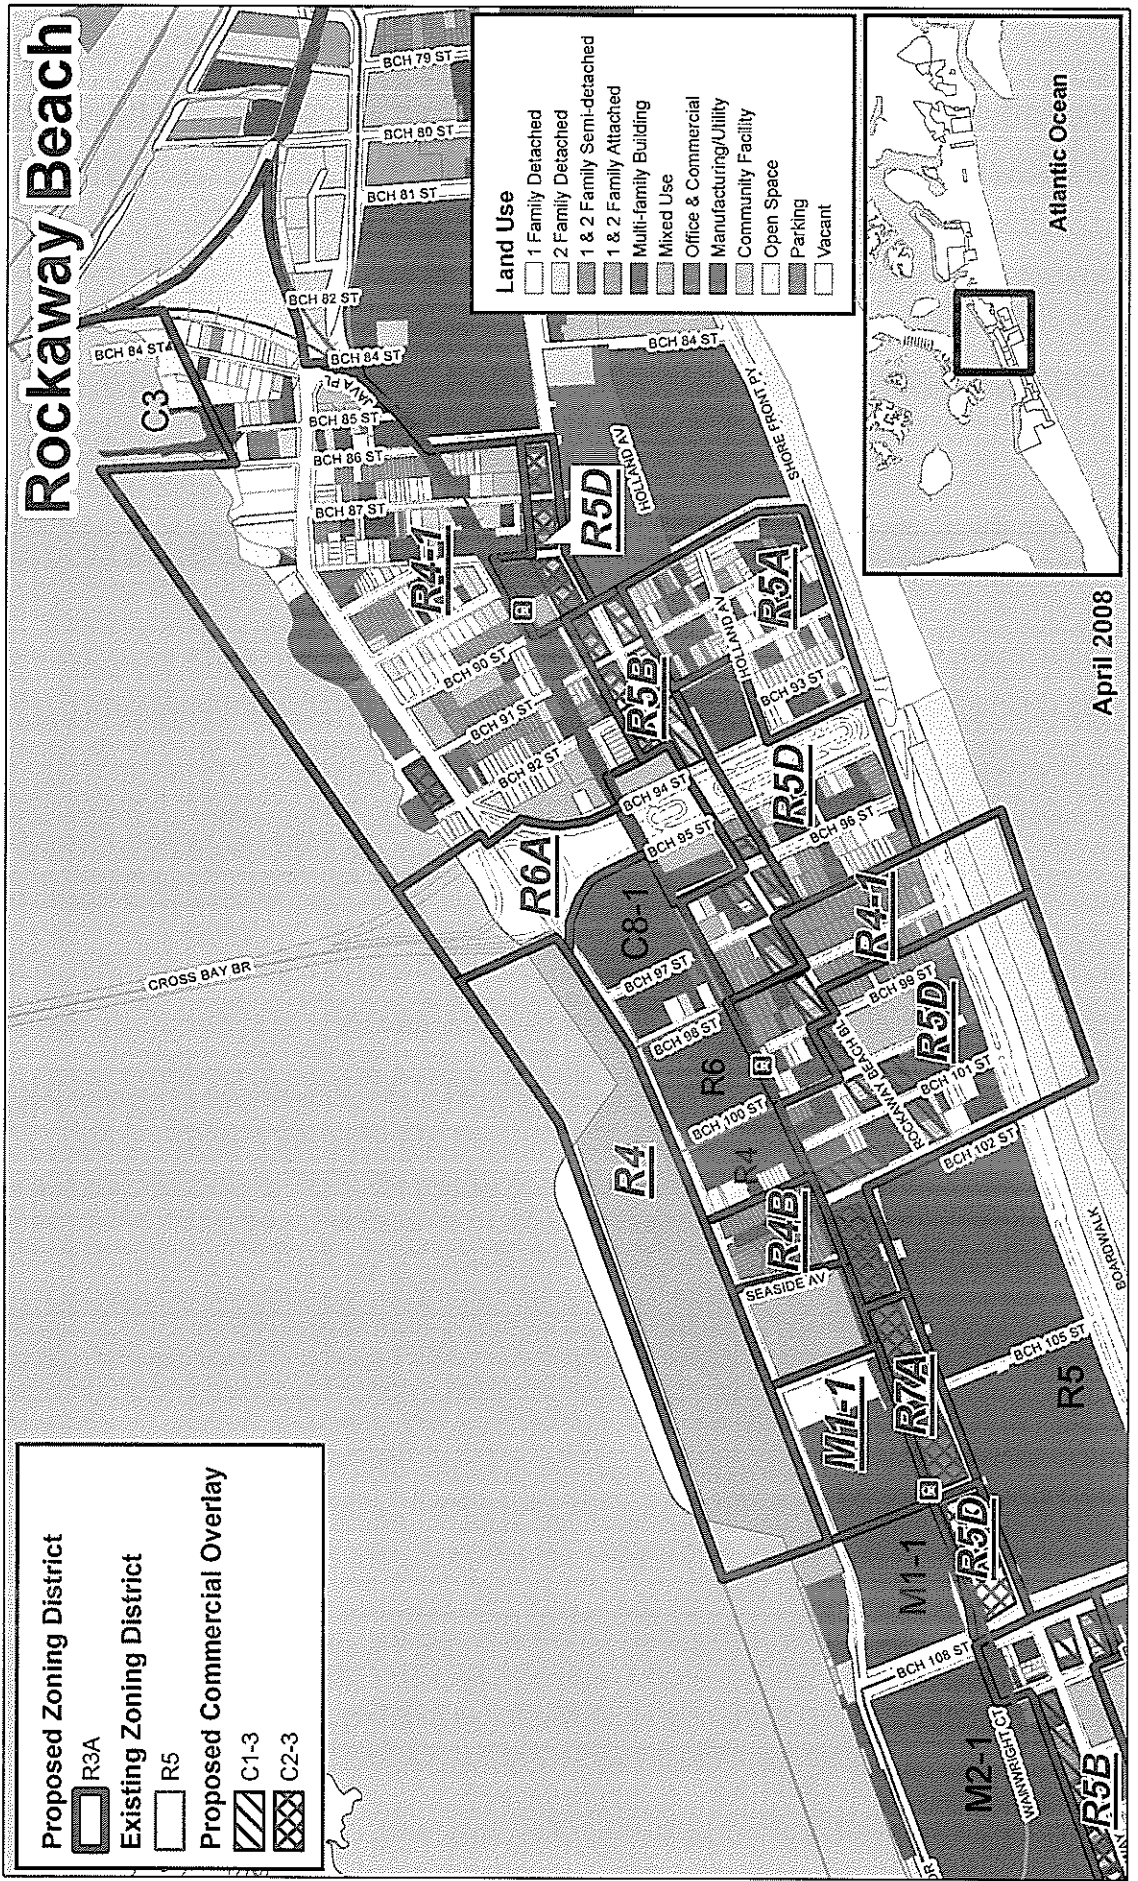 Rockaway Beach
Proposed Zoning District
R3A
Existing Zoning District
R5
Proposed Commercial Overlay
C1-3
C2-3
Land Use
1 Family Detached
2 Family Detached
1 & 2 Family Semi-detached
1 & 2 Family Attached
Multi-family Building
Mixed Use
Office & Commercial
Manufacturing/Utility
Community Facility
Open Space
Parking
Vacant
Atlantic Ocean
April 2008
CROSS BAY BR
C3
BCH 84 ST
BCH 79 ST
BCH 80 ST
BCH 81 ST
BCH 82 ST
BCH 84 ST
JAVA PL
BCH 85 ST
BCH 86 ST
BCH 87 ST
BCH 84 ST
R4-1
R5D
HOLLAND AV
SHORE FRONT PY
BCH 90 ST
BCH 91 ST
BCH 92 ST
R5B
R5A
HOLLAND AV
BCH 93 ST
BCH 94 ST
BCH 95 ST
R5D
BCH 96 ST
R6A
C8-1
BCH 97 ST
BCH 98 ST
R4-1
BCH 99 ST
R5D
R6
BCH 100 ST
ROCKAWAY BEACH BL
BCH 101 ST
BCH 102 ST
R4
R4
R4B
SEASIDE AV
BCH 105 ST
BOARDWALK
R5
M1-1
R7A
M1-1
R5D
BCH 108 ST
M2-1
WAINWRIGHT CT
R5B